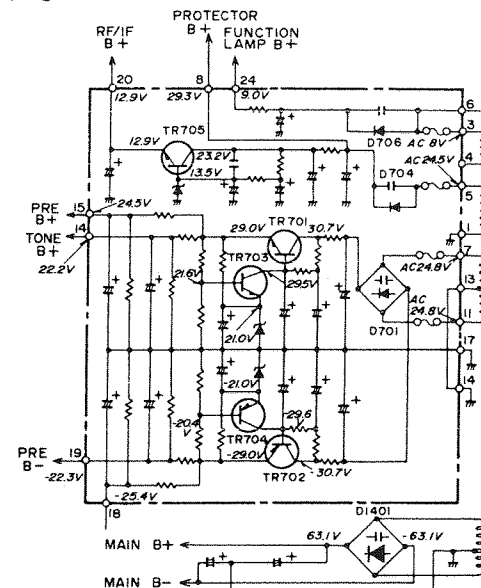 PROTECTOR
B+
RF/IF
B+
FUNCTION
LAMP B+
20
8
24
12.9V
29.3V
9.0V
6
3
TR705
D706
AC 8V
12.9V
4
23.2V
AC24.5V
13.5V
D704
5
PRE
B+
15
24.5V
14
TONE
B+
22.2V
TR701
29.0V
30.7V
1
7
TR703
AC24.8V
21.6V
29.5V
13
AC
24.8V
21.0V
11
D701
17
-21.0V
14
-20.4
V
-29.6
TR704
PRE
B-
19
-29.0V
-22.3V
TR702
-30.7V
-25.4V
18
D1401
MAIN B+
63.1V
-63.1V
MAIN B-